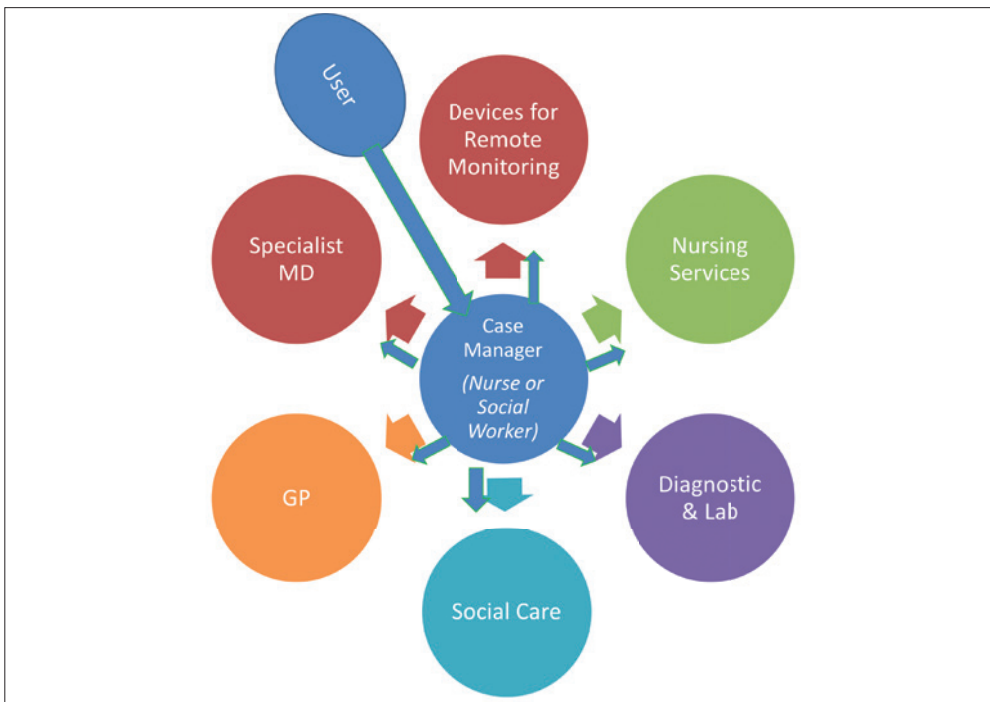 User
Devices for
Remote
Monitoring
Specialist
MD
Nursing
Services
Case
Manager
(Nurse or
Social
Worker)
GP
Diagnostic
& Lab
Social Care